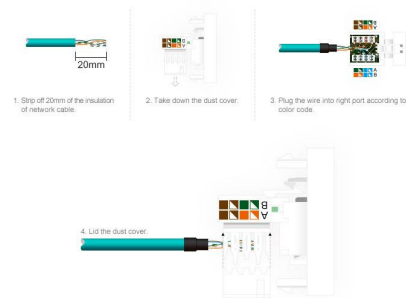 20mm
1. Strip off 20mm of the insulation
of network cable.
2. Take down the dust cover.
3. Plug the wire into right port according to
color code.
B
A
A
B
4. Lid the dust cover.
B
A